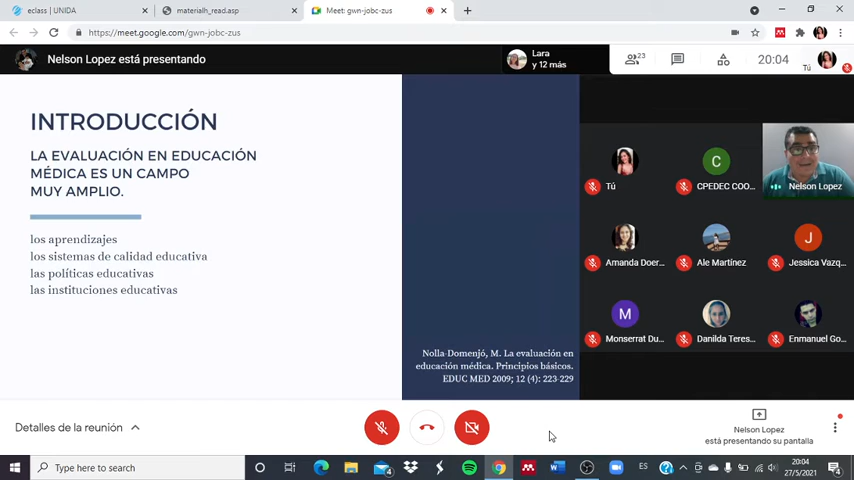 eclass | UNIDA
materialh_read.asp
Meet: gwn-jobc-zus
https://meet.google.com/gwn-jobc-zus
Nelson Lopez está presentando
Lara
y 12 más
23
20:04
Tú
INTRODUCCIÓN
LA EVALUACIÓN EN EDUCACIÓN
MÉDICA ES UN CAMPO
MUY AMPLIO.
los aprendizajes
los sistemas de calidad educativa
las políticas educativas
las instituciones educativas
Nolla-Domenjó, M. La evaluación en
educación médica. Principios básicos.
EDUC MED 2009; 12 (4): 223-229
C
Tú
CPEDEC COO...
Nelson Lopez
J
Amanda Doer...
Ale Martínez
Jessica Vazq...
M
Monserrat Du...
Danilda Teres...
Enmanuel Go...
Detalles de la reunión
Nelson Lopez
está presentando su pantalla
Type here to search
4
ES
20:04
27/5/2021
4